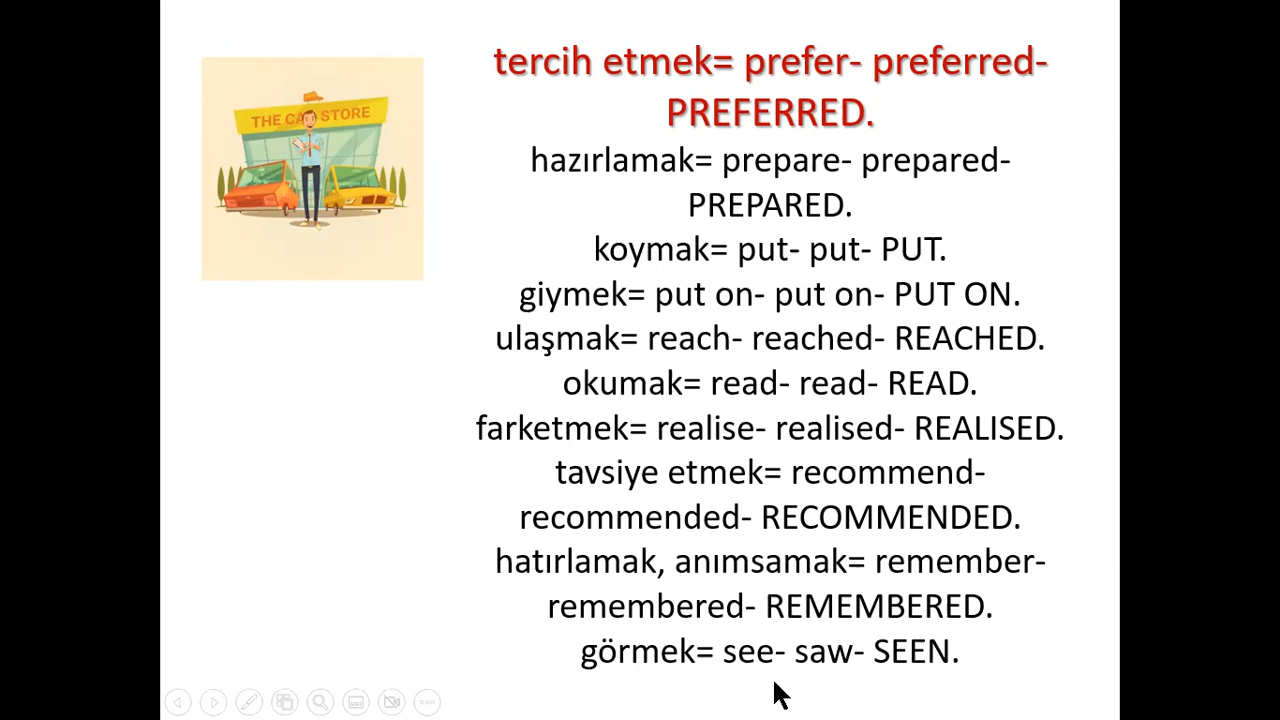 THE CA STORE
tercih etmek= prefer- preferred-
PREFERRED.
hazırlamak= prepare- prepared-
PREPARED.
koymak= put- put- PUT.
giymek= put on- put on- PUT ON.
ulaşmak= reach- reached- REACHED.
okumak= read- read- READ.
farketmek= realise- realised- REALISED.
tavsiye etmek= recommend-
recommended- RECOMMENDED.
hatırlamak, anımsamak= remember-
remembered- REMEMBERED.
görmek= see- saw- SEEN.